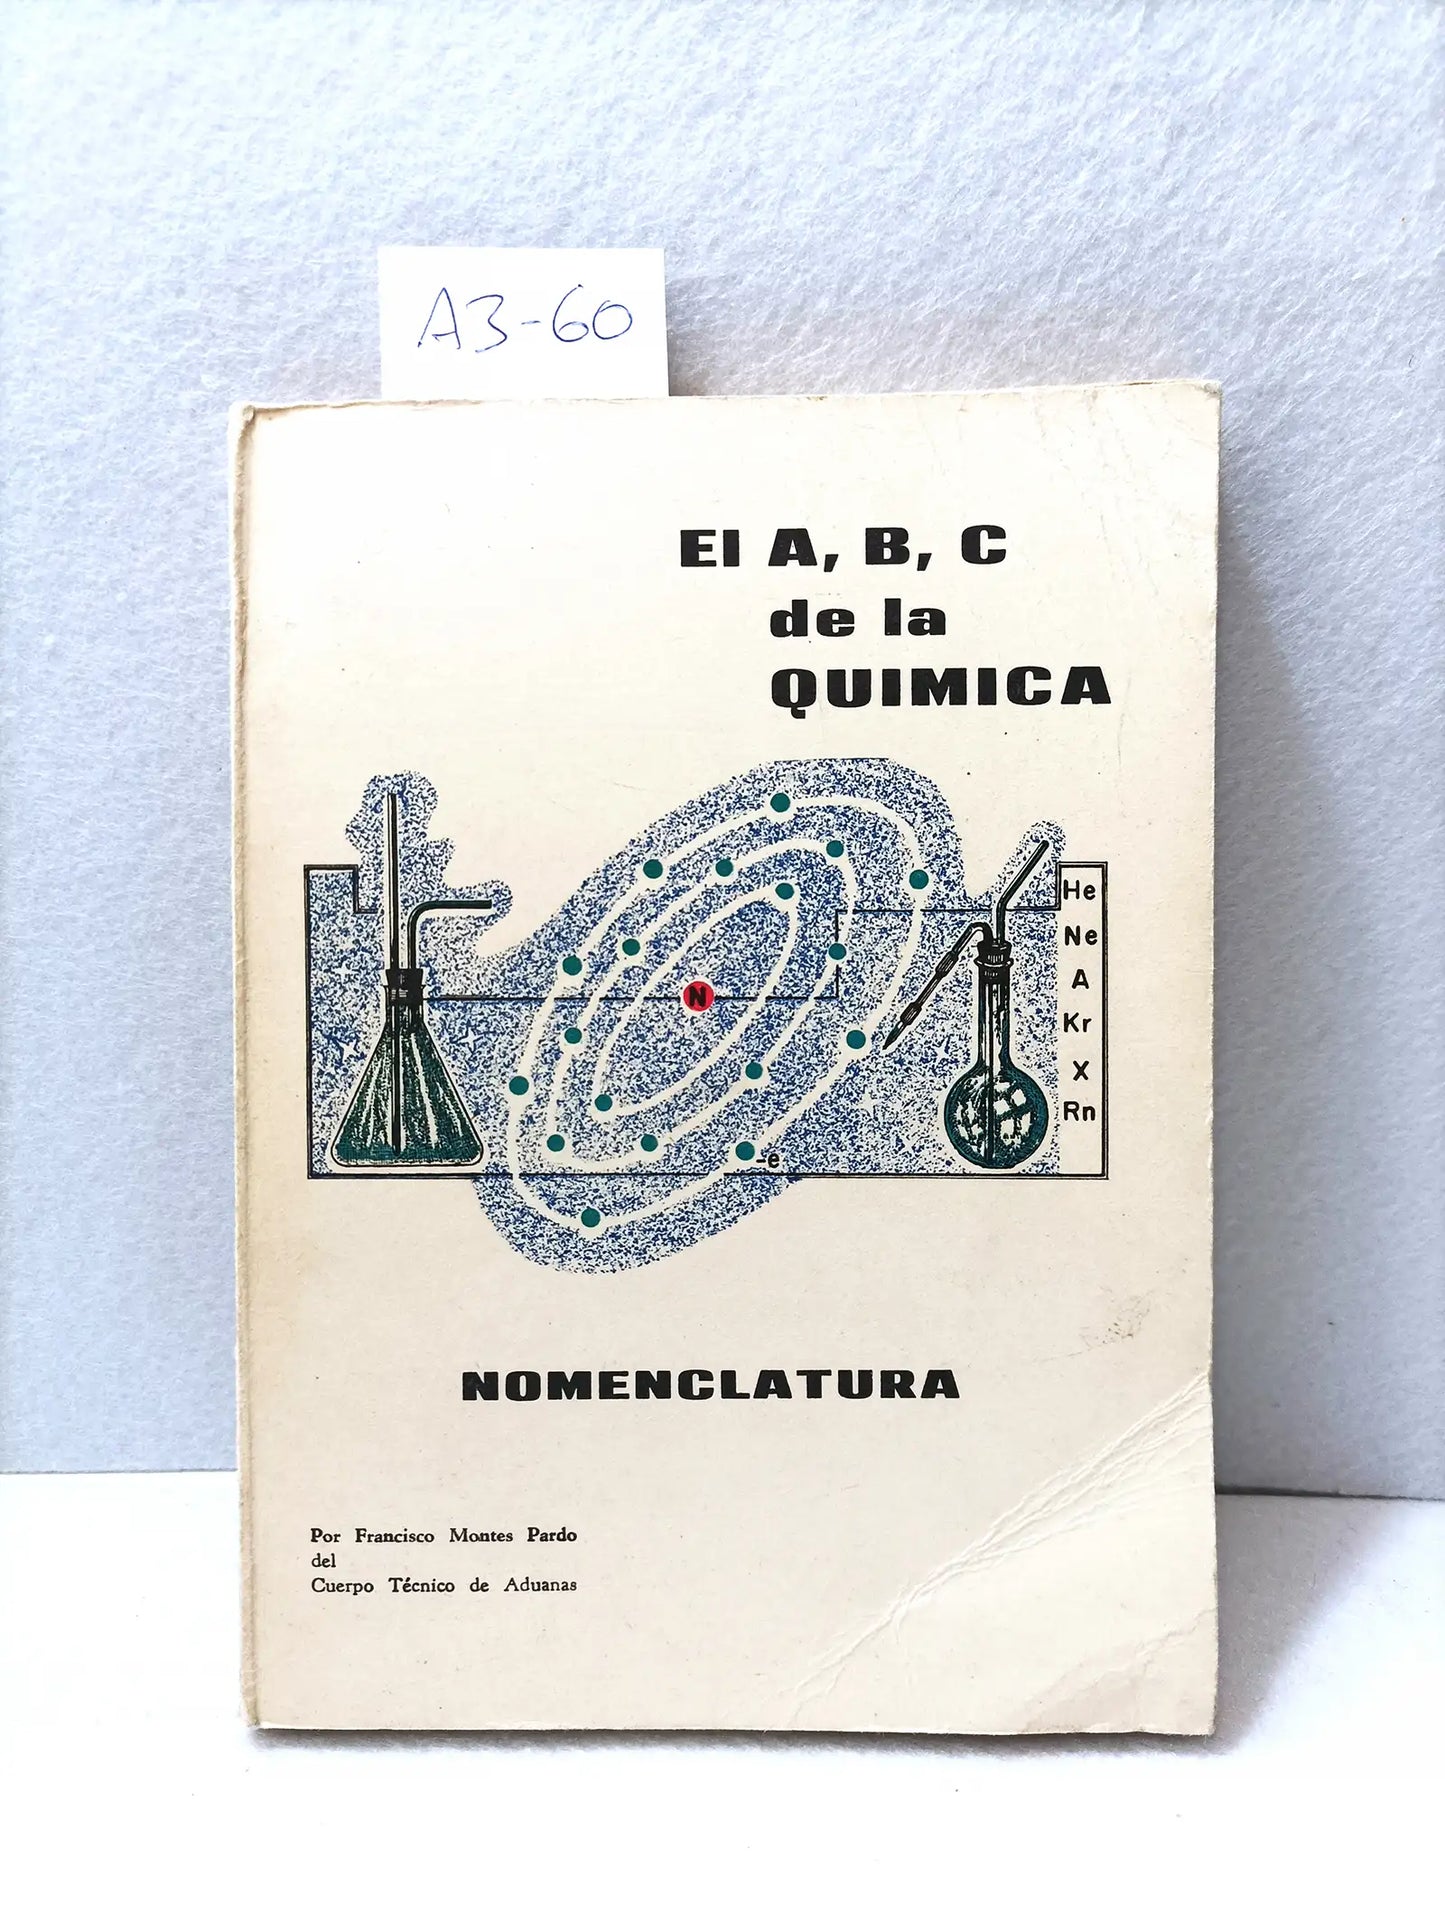 A3-60
El A, B, C
de la
QUIMICA
He
Ne
A
Kr
X
Rn
N
-e
NOMENCLATURA
Por Francisco Montes Pardo
del
Cuerpo Técnico de Aduanas